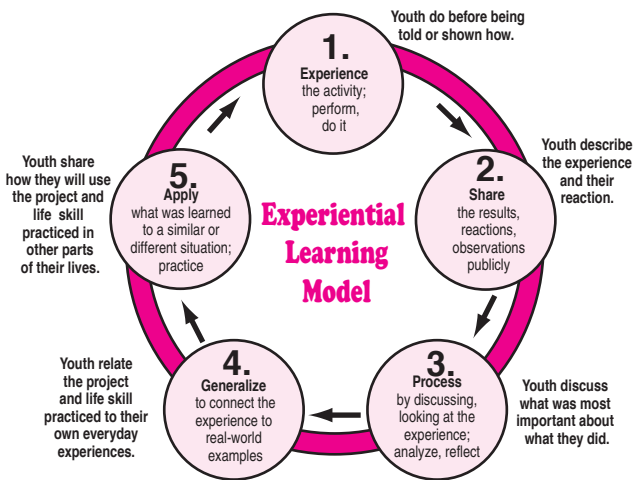 Youth do before being
told or shown how.
1.
Experience
the activity;
perform,
do it
Youth describe
the experience
and their
reaction.
2.
Share
the results,
reactions,
observations
publicly
Youth share
how they will use
the project and
life skill
practiced in
other parts
of their lives.
5.
Apply
what was learned
to a similar or
different situation;
practice
Experiential
Learning
Model
4.
Generalize
to connect the
experience to
real-world
examples
Youth relate
the project
and life skill
practiced to their
own everyday
experiences.
3.
Process
by discussing,
looking at the
experience;
analyze, reflect
Youth discuss
what was most
important about
what they did.